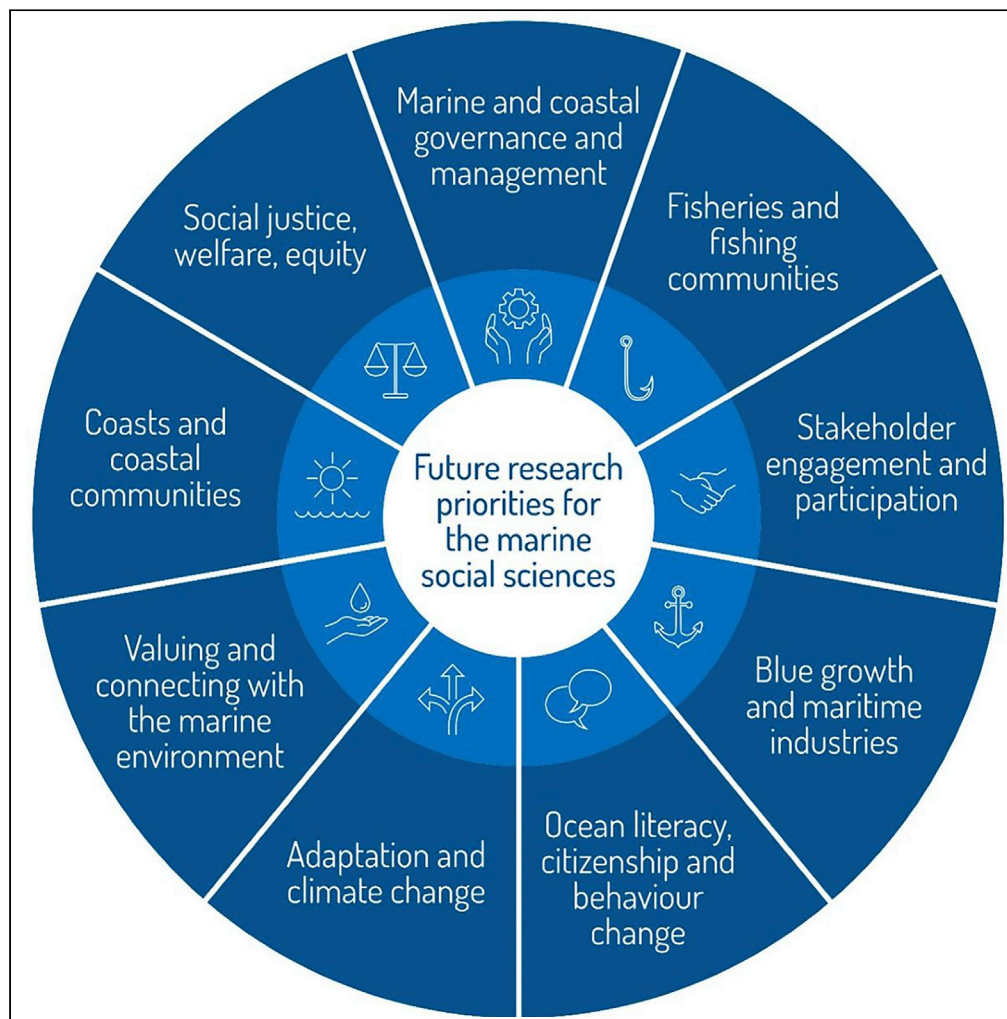 Marine and coastal
governance and
management
Fisheries and
fishing
communities
Stakeholder
engagement and
participation
Blue growth
and maritime
industries
Ocean literacy,
citizenship and
behaviour
change
Adaptation and
climate change
Valuing and
connecting with
the marine
environment
Coasts and
coastal
communities
Social justice,
welfare, equity
Future research
priorities for
the marine
social sciences